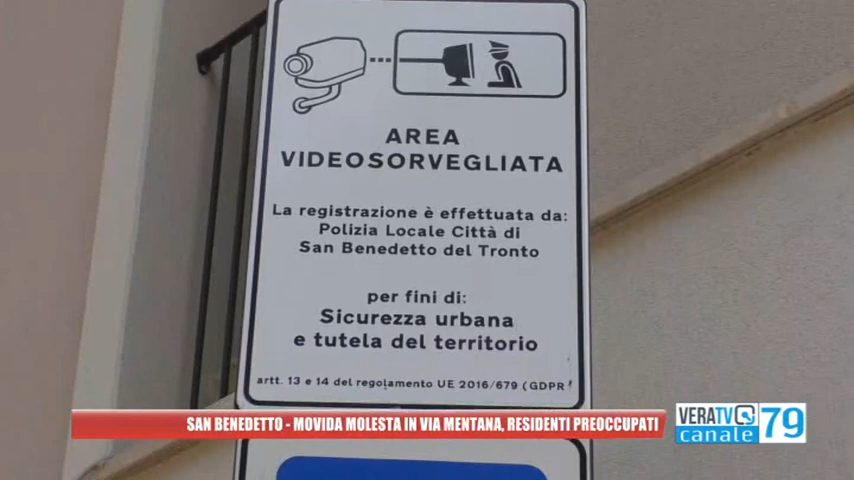 AREA
VIDEOSORVEGLIATA
La registrazione è effettuata da:
Polizia Locale Città di
San Benedetto del Tronto
per fini di:
Sicurezza urbana
e tutela del territorio
artt. 13 e 14 del regolamento UE 2016/679 (GDPR)
SAN BENEDETTO - MOVIDA MOLESTA IN VIA MENTANA, RESIDENTI PREOCCUPATI
VERATV 79
canale